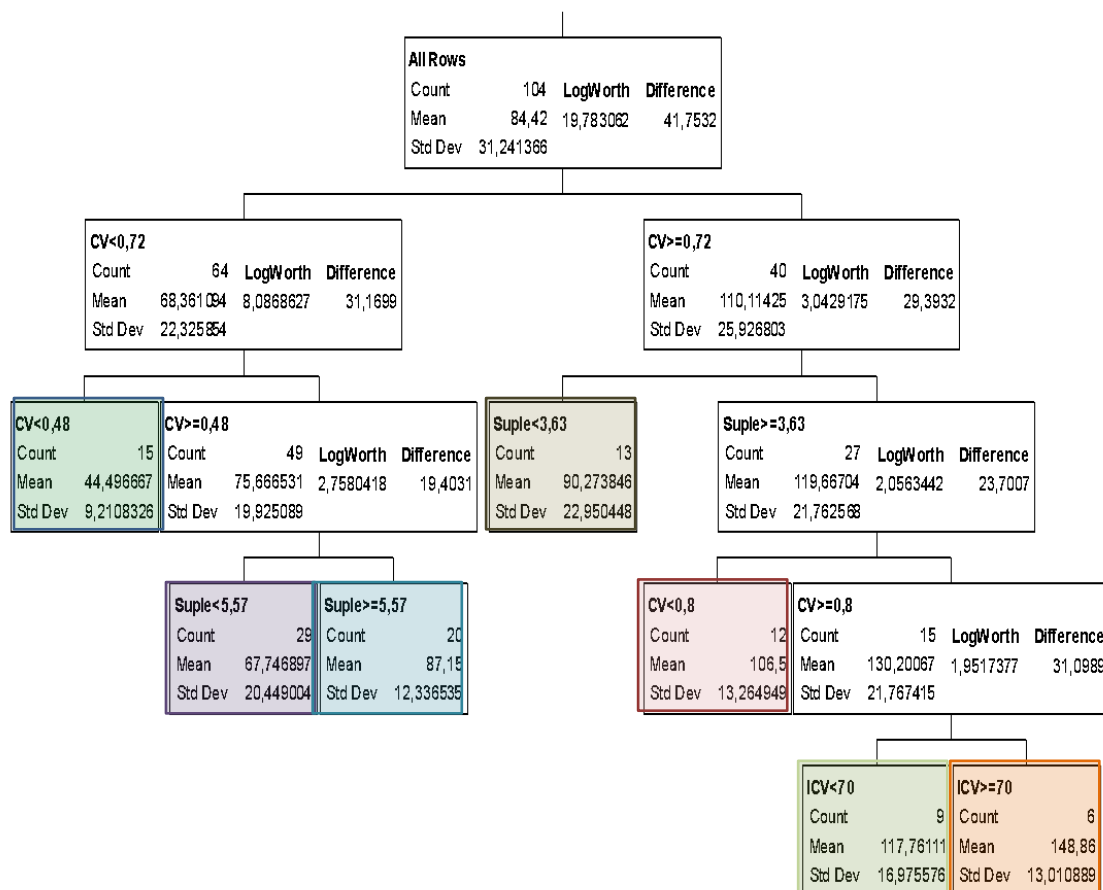 All Rows
Count 104 LogWorth Difference
Mean 84,42 19,783062 41,7532
Std Dev 31,241366
CV<0,72
Count 64 LogWorth Difference
Mean 68,361094 8,0868627 31,1699
Std Dev 22,325854
CV>=0,72
Count 40 LogWorth Difference
Mean 110,11425 3,0429175 29,3932
Std Dev 25,926803
CV<0,48
Count 15
Mean 44,496667
Std Dev 9,2108326
CV>=0,48
Count 49 LogWorth Difference
Mean 75,666531 2,7580418 19,4031
Std Dev 19,925089
Suple<3,63
Count 13
Mean 90,273846
Std Dev 22,950448
Suple>=3,63
Count 27 LogWorth Difference
Mean 119,66704 2,0563442 23,7007
Std Dev 21,762568
Suple<5,57
Count 29
Mean 67,746897
Std Dev 20,449004
Suple>=5,57
Count 20
Mean 87,15
Std Dev 12,336535
CV<0,8
Count 12
Mean 106,5
Std Dev 13,264949
CV>=0,8
Count 15 LogWorth Difference
Mean 130,20067 1,9517377 31,0989
Std Dev 21,767415
ICV<70
Count 9
Mean 117,76111
Std Dev 16,975576
ICV>=70
Count 6
Mean 148,86
Std Dev 13,010889